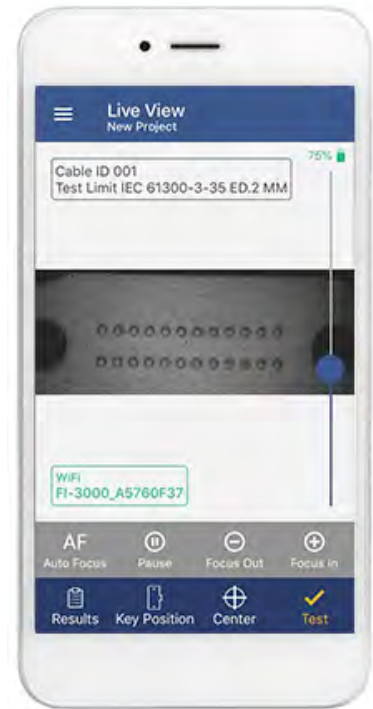 Live View
New Project
75%
Cable ID 001
Test Limit IEC 61300-3-35 ED.2 MM
WiFi
FI-3000_A5760F37
AF
Auto Focus
Pause
Focus Out
Focus In
Results
Key Position
Center
Test